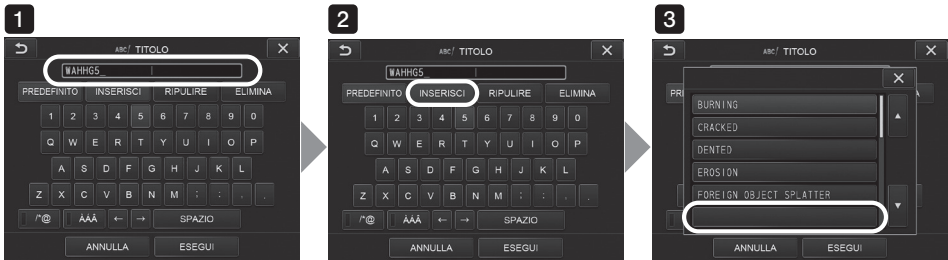 1
2
3
ABC/ TITOLO
WAHHG5_
PREDEFINITO INSERISCI RIPULIRE ELIMINA
1 2 3 4 5 6 7 8 9 0
Q W E R T Y U I O P
A S D F G H J K L
Z X C V B N M ; : , .
/*@ ÀÁÂ ← → SPAZIO
ANNULLA ESEGUI
ABC/ TITOLO
WAHHG5_
PREDEFINITO INSERISCI RIPULIRE ELIMINA
1 2 3 4 5 6 7 8 9 0
Q W E R T Y U I O P
A S D F G H J K L
Z X C V B N M ; : , .
/*@ ÀÁÂ ← → SPAZIO
ANNULLA ESEGUI
ABC/ TITOLO
PR
BURNING
CRACKED
DENTED
EROSION
FOREIGN OBJECT SPLATTER
ANNULLA ESEGUI